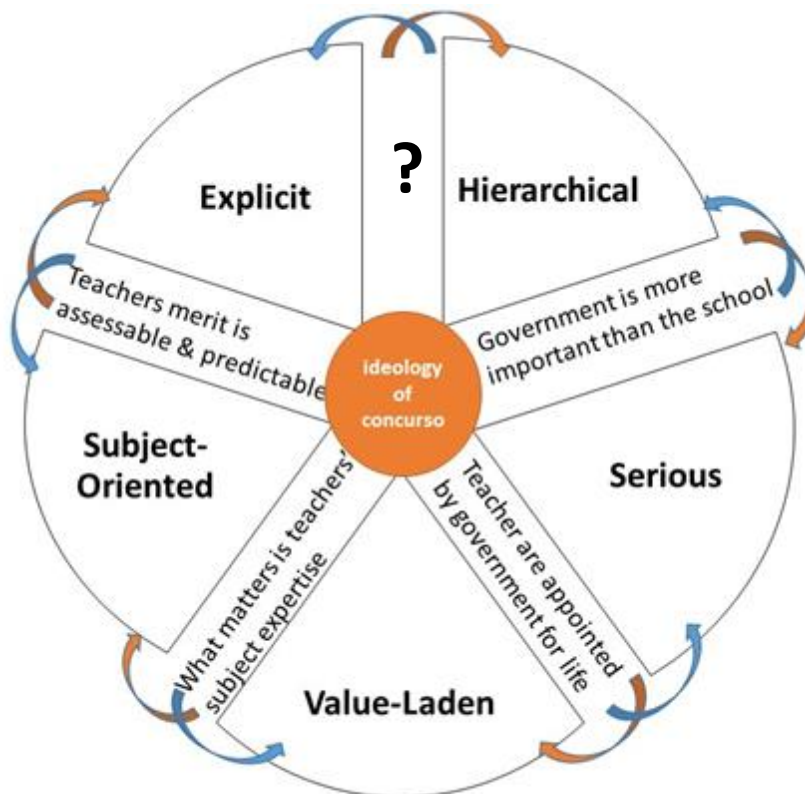 ?
Explicit
Hierarchical
Teachers merit is
assessable & predictable
Government is more
important than the school
ideology
of
concurso
Subject-
Oriented
Serious
What matters is teachers'
subject expertise
Teacher are appointed
by government for life
Value-Laden